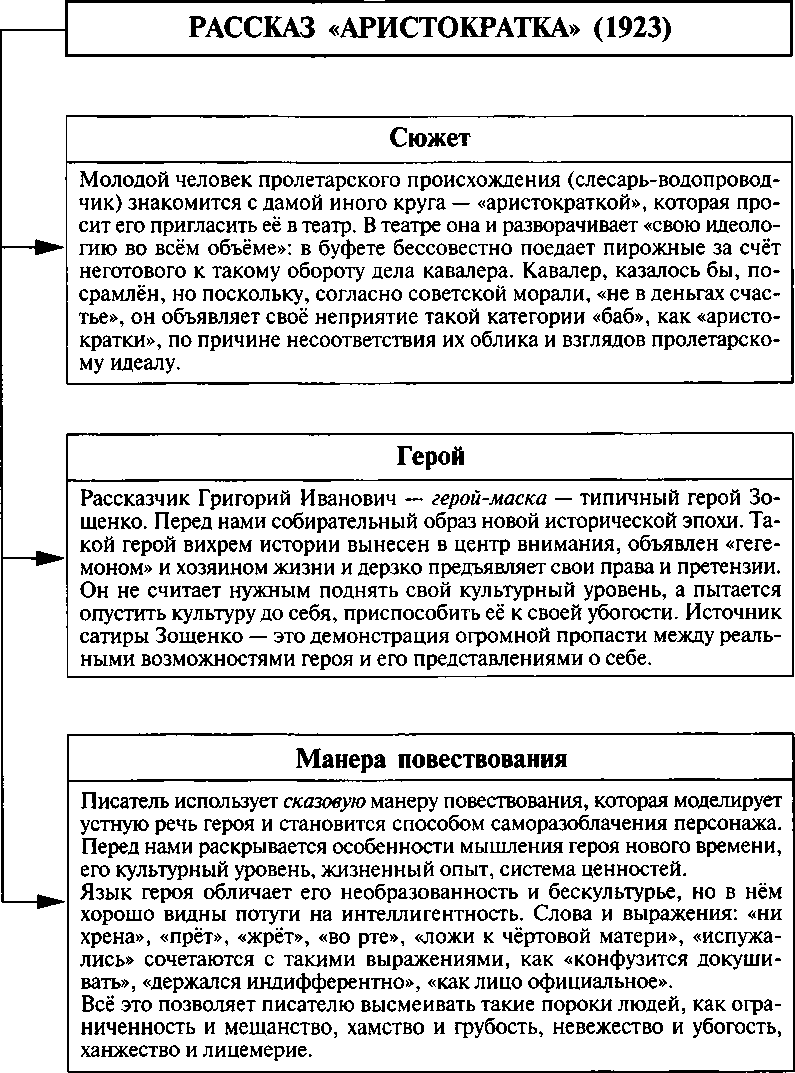 РАССКАЗ «АРИСТОКРАТКА» (1923)
Сюжет
Молодой человек пролетарского происхождения (слесарь-водопровод-
чик) знакомится с дамой иного круга — «аристократкой», которая про-
сит его пригласить её в театр. В театре она и разворачивает «свою идеоло-
гию во всём объёме»: в буфете бессовестно поедает пирожные за счёт
неготового к такому обороту дела кавалера. Кавалер, казалось бы, по-
срамлён, но поскольку, согласно советской морали, «не в деньгах счас-
тье», он объявляет своё неприятие такой категории «баб», как «аристо-
кратки», по причине несоответствия их облика и взглядов пролетарско-
му идеалу.
Герой
Рассказчик Григорий Иванович — герой-маска — типичный герой Зо-
щенко. Перед нами собирательный образ новой исторической эпохи. Та-
кой герой вихрем истории вынесен в центр внимания, объявлен «геге-
моном» и хозяином жизни и дерзко предъявляет свои права и претензии.
Он не считает нужным поднять свой культурный уровень, а пытается
опустить культуру до себя, приспособить её к своей убогости. Источник
сатиры Зощенко — это демонстрация огромной пропасти между реаль-
ными возможностями героя и его представлениями о себе.
Манера повествования
Писатель использует сказовую манеру повествования, которая моделирует
устную речь героя и становится способом саморазоблачения персонажа.
Перед нами раскрывается особенности мышления героя нового времени,
его культурный уровень, жизненный опыт, система ценностей.
Язык героя обличает его необразованность и бескультурье, но в нём
хорошо видны потуги на интеллигентность. Слова и выражения: «ни
хрена», «прёт», «жрёт», «во рте», «ложи к чёртовой матери», «испужа-
лись» сочетаются с такими выражениями, как «конфузится докуши-
вать», «держался индифферентно», «как лицо официальное».
Всё это позволяет писателю высмеивать такие пороки людей, как огра-
ниченность и мещанство, хамство и грубость, невежество и убогость,
ханжество и лицемерие.